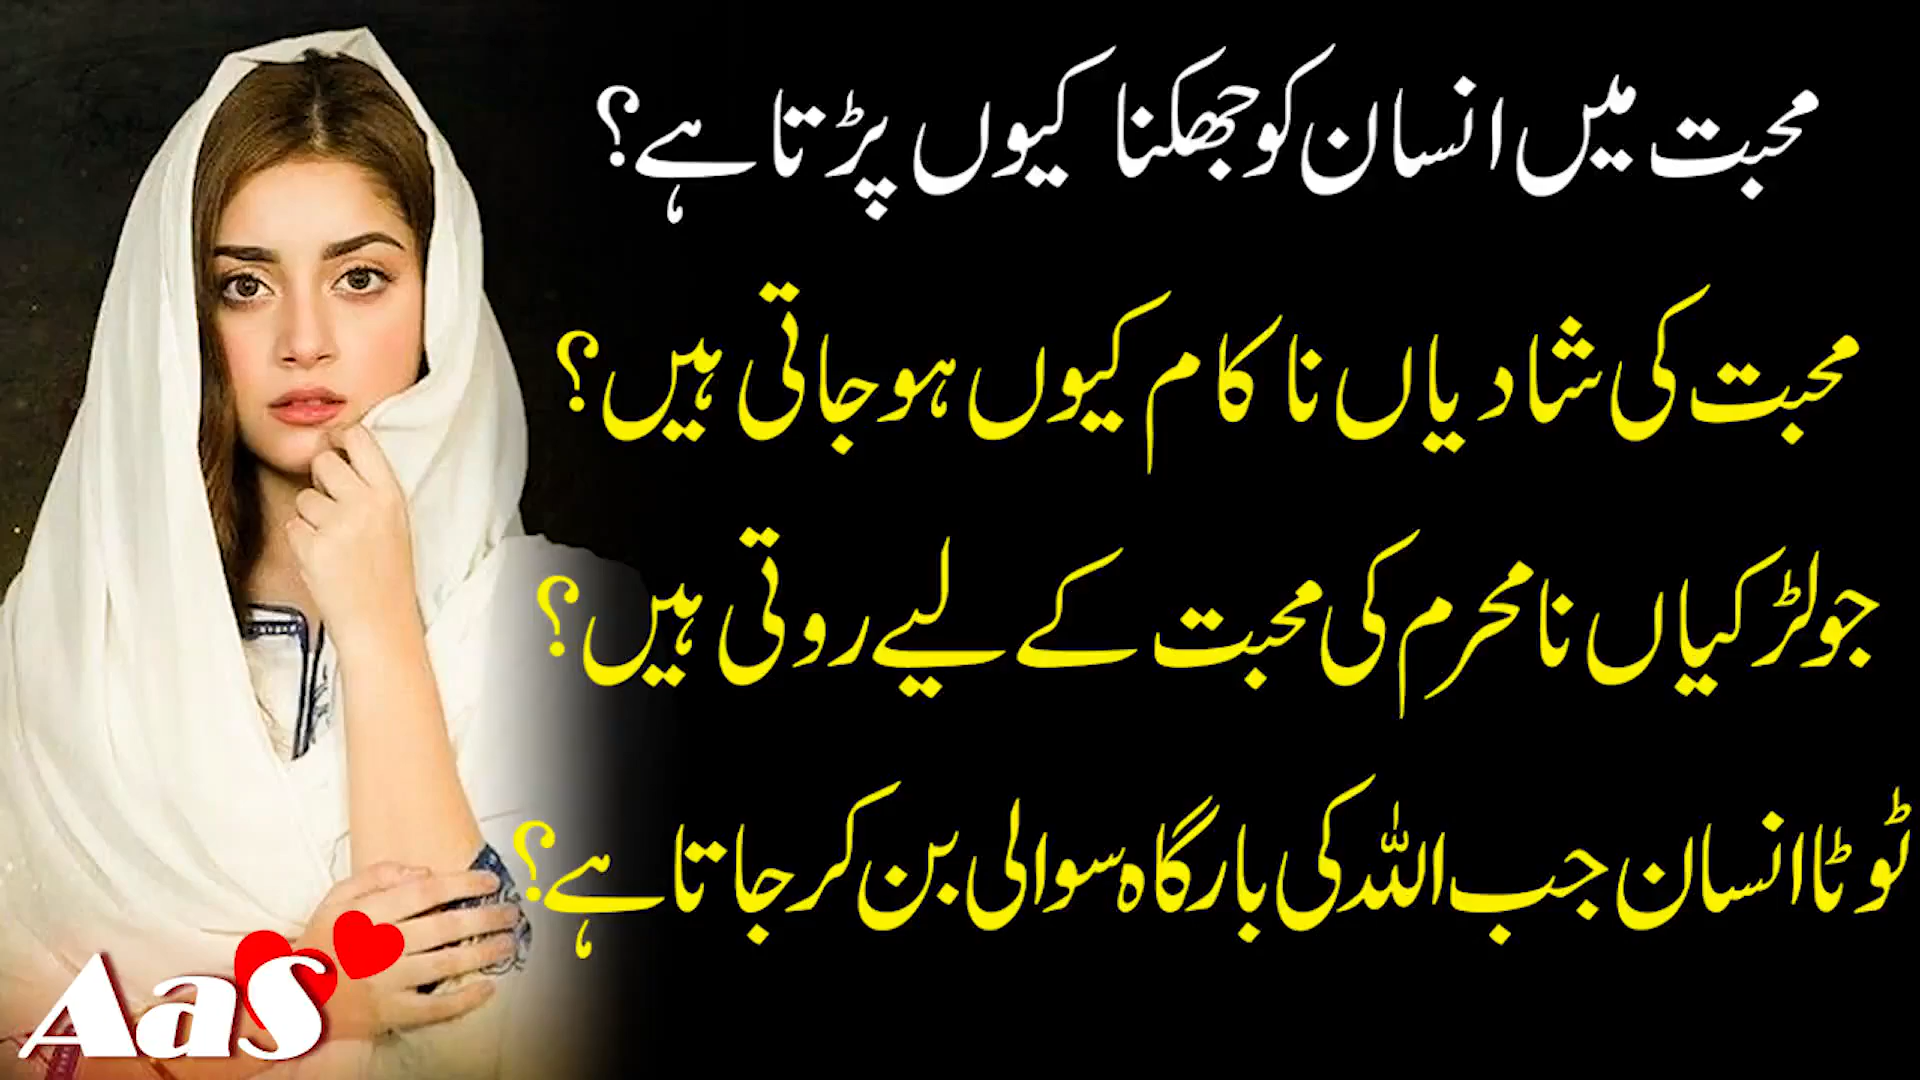 محبت میں انسان کو جھکنا کیوں پڑتا ہے؟
محبت کی شادیاں ناکام کیوں ہو جاتی ہیں؟
جو لڑکیاں نامحرم کی محبت کے لیے روتی ہیں؟
ٹوٹا انسان جب اللہ کی بارگاہ سوالی بن کر جاتا ہے؟
AaS